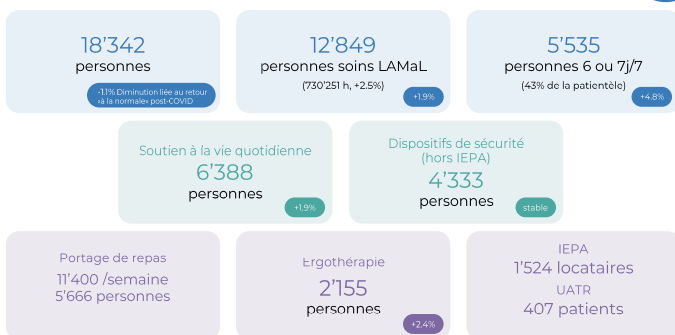 18'342
personnes
-1.1% Diminution liée au retour
«à la normale» post-COVID
12'849
personnes soins LAMaL
(730'251 h, +2.5%)
+1.9%
5'535
personnes 6 ou 7j/7
(43% de la patientèle)
+4.8%
Soutien à la vie quotidienne
6'388
personnes
+1.9%
Dispositifs de sécurité
(hors IEPA)
4'333
personnes
stable
Portage de repas
11'400 /semaine
5'666 personnes
Ergothérapie
2'155
personnes
+2.4%
IEPA
1'524 locataires
UATR
407 patients